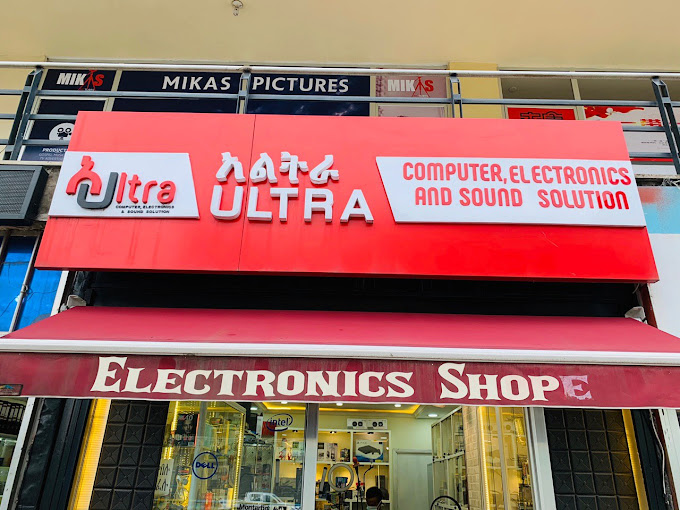 MIKAS
MIKAS PICTURES
MIKAS
PRODUCT
Ultra
COMPUTER, ELECTRONICS
& SOUND SOLUTION
አልትራ
ULTRA
COMPUTER, ELECTRONICS
AND SOUND SOLUTION
ELECTRONICS SHOPE
intel
DELL